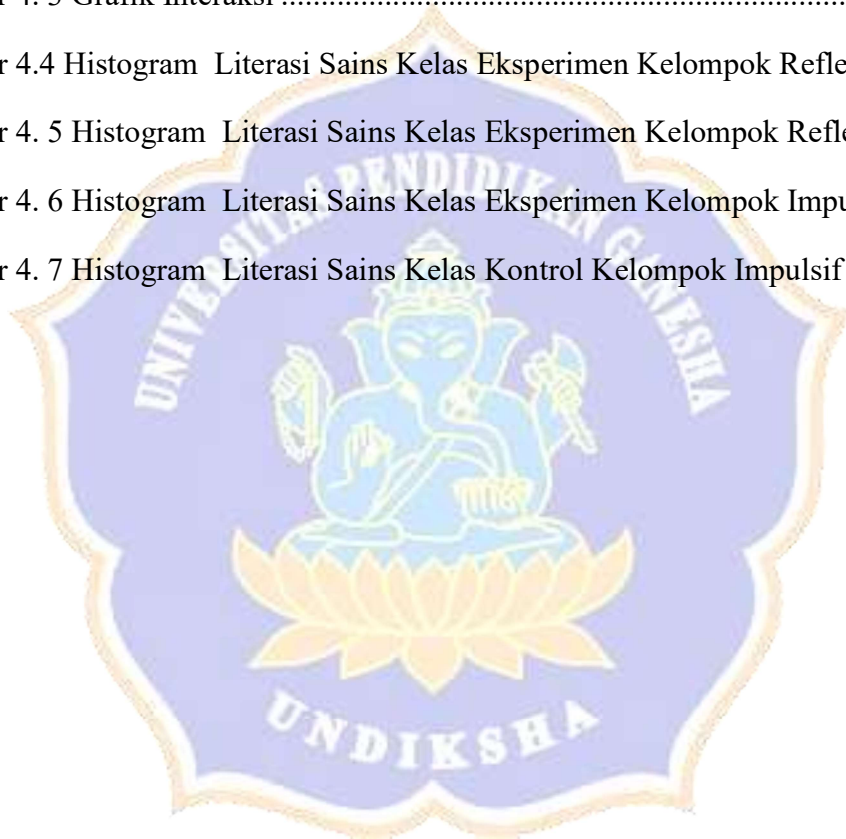 r 4. 3 Grafik Interaksi ....................................................................
r 4.4 Histogram Literasi Sains Kelas Eksperimen Kelompok Refle
r 4. 5 Histogram Literasi Sains Kelas Eksperimen Kelompok Refle
r 4. 6 Histogram Literasi Sains Kelas Eksperimen Kelompok Impu
r 4. 7 Histogram Literasi Sains Kelas Kontrol Kelompok Impulsif
UNIVERSITAS PENDIDIKAN GANESHA
UNDIKSHA